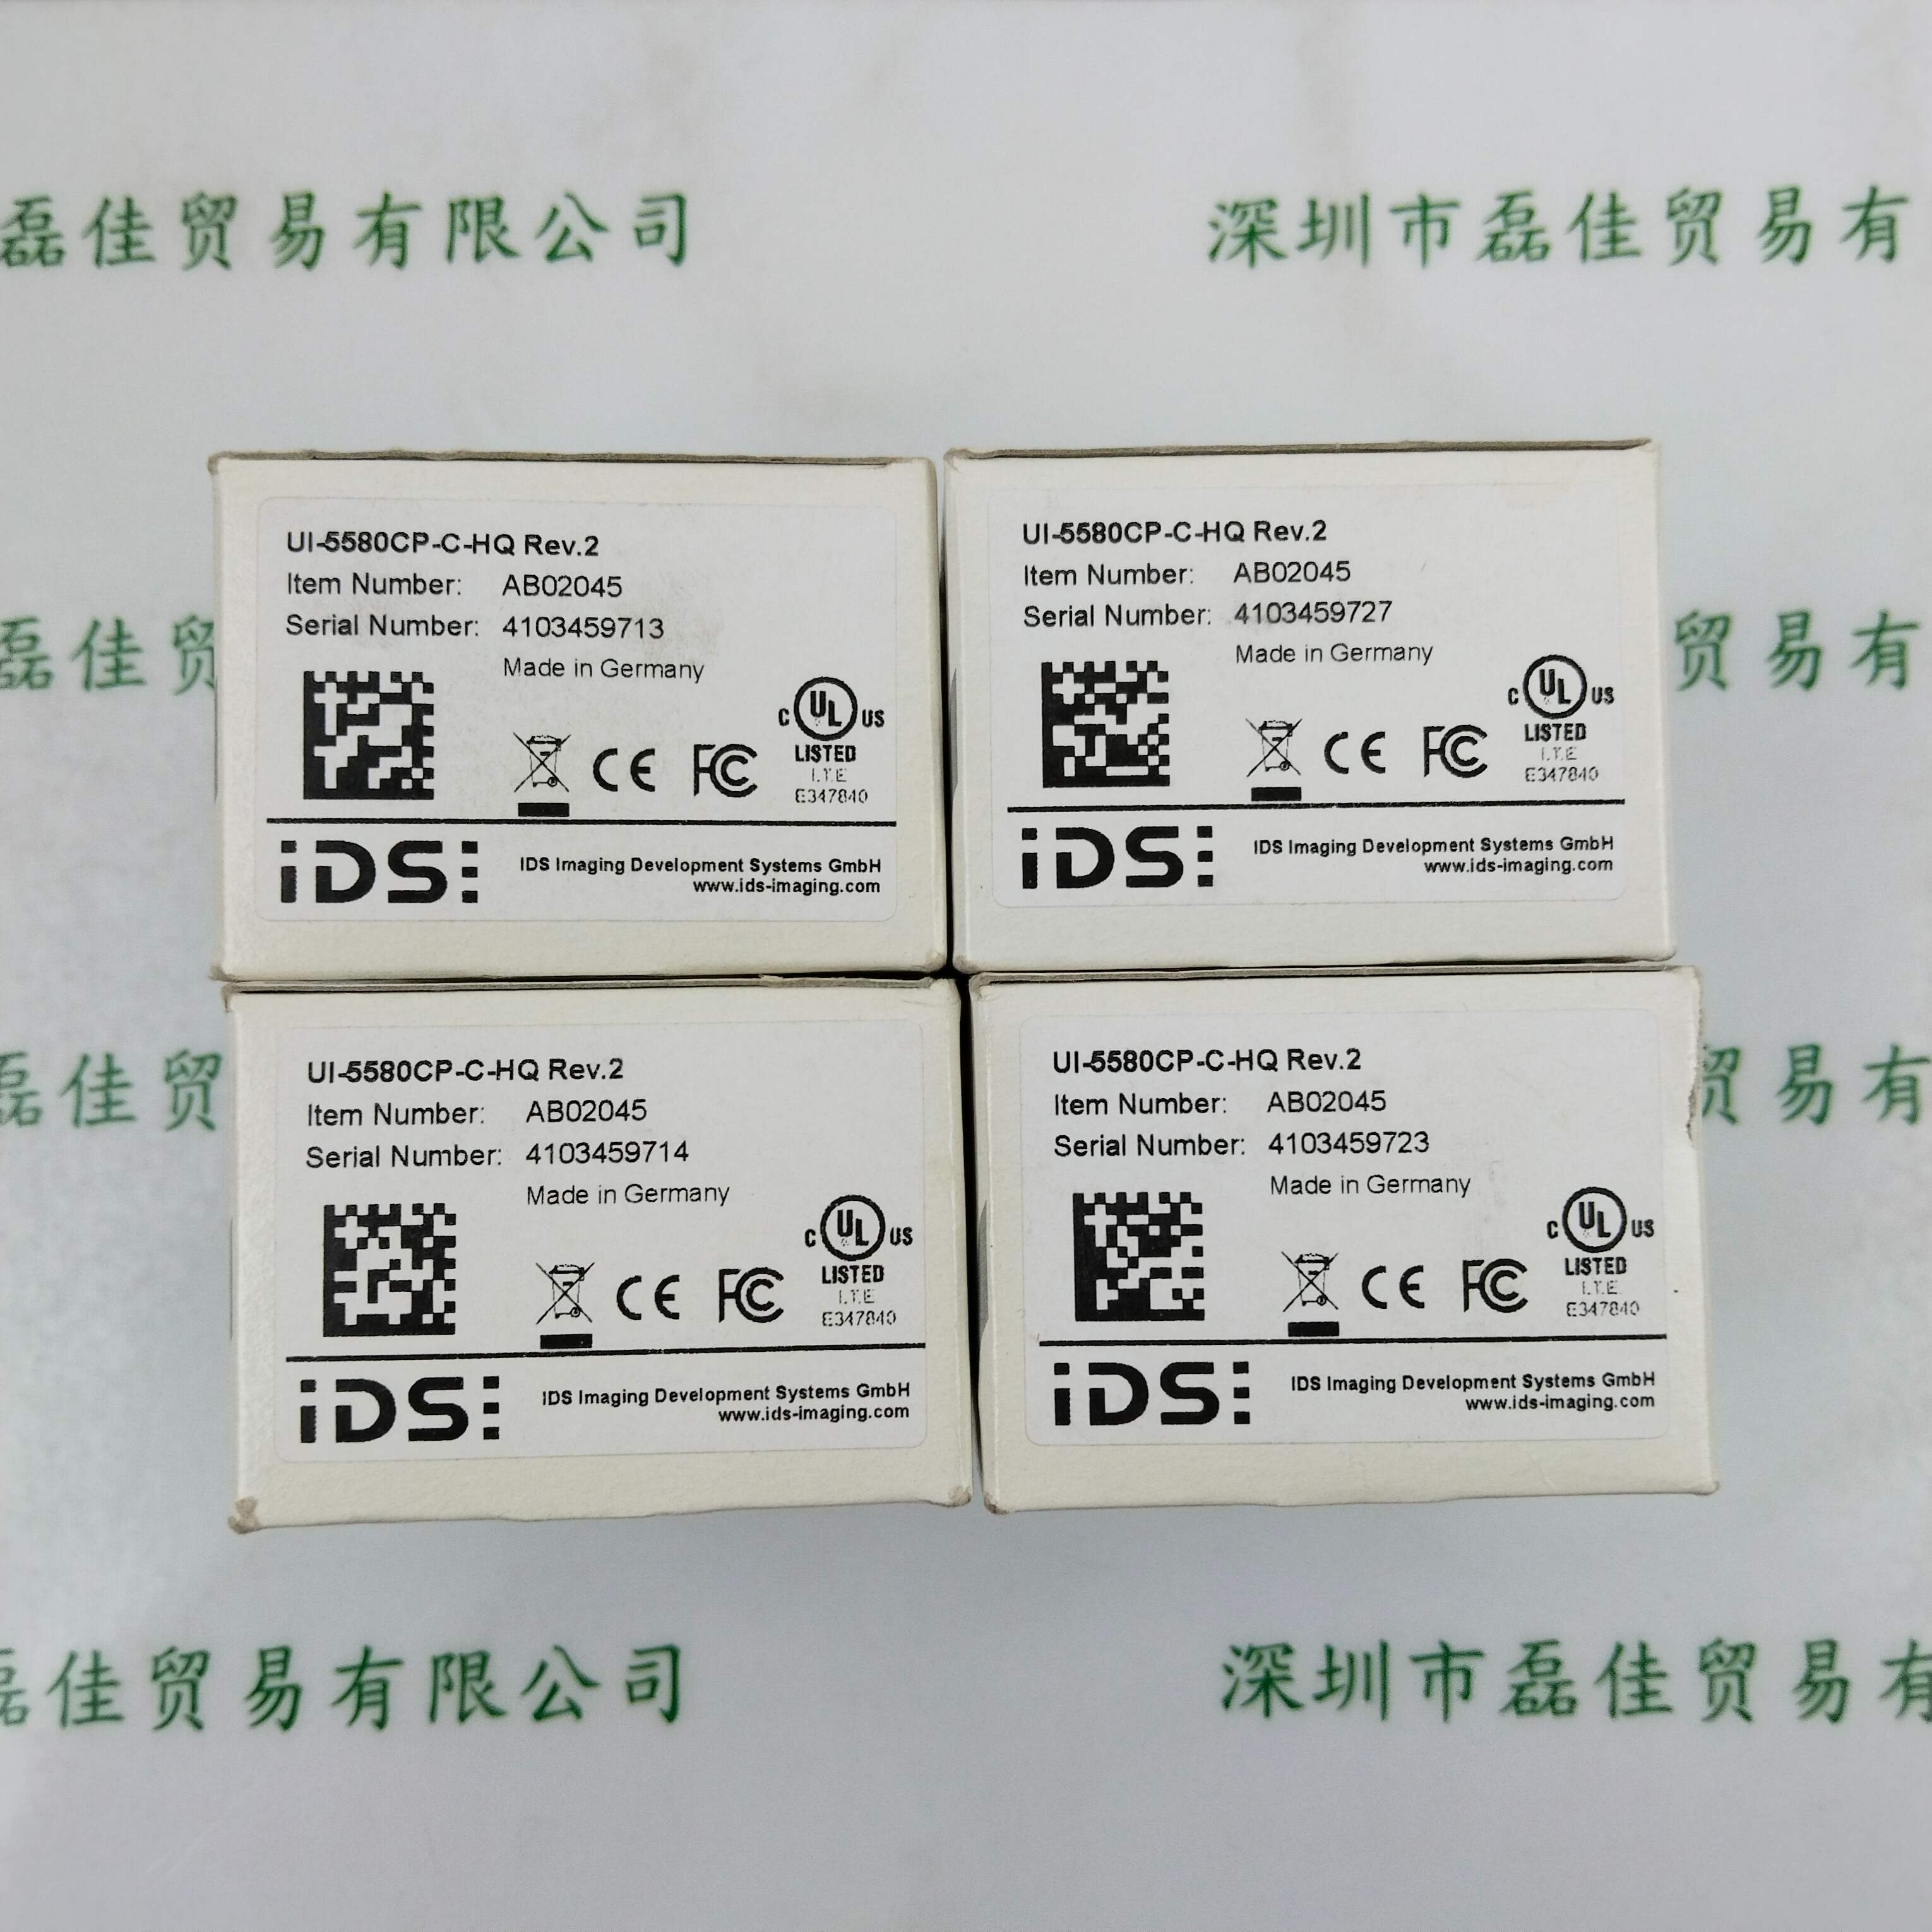 磊佳贸易有限公司
深圳市磊佳贸易有
UI-5580CP-C-HQ Rev.2
Item Number: AB02045
Serial Number: 4103459713
Made in Germany
C UL US
LISTED
I.T.E
E347840
CE FC
IDS
IDS Imaging Development Systems GmbH
www.ids-imaging.com
UI-5580CP-C-HQ Rev.2
Item Number: AB02045
Serial Number: 4103459727
Made in Germany
C UL US
LISTED
I.T.E
E347840
CE FC
IDS
IDS Imaging Development Systems GmbH
www.ids-imaging.com
磊佳贸
贸易有
UI-5580CP-C-HQ Rev.2
Item Number: AB02045
Serial Number: 4103459714
Made in Germany
C UL US
LISTED
I.T.E
E347840
CE FC
IDS
IDS Imaging Development Systems GmbH
www.ids-imaging.com
UI-5580CP-C-HQ Rev.2
Item Number: AB02045
Serial Number: 4103459723
Made in Germany
C UL US
LISTED
I.T.E
E347840
CE FC
IDS
IDS Imaging Development Systems GmbH
www.ids-imaging.com
磊佳贸
贸易有
磊佳贸易有限公司
深圳市磊佳贸易有